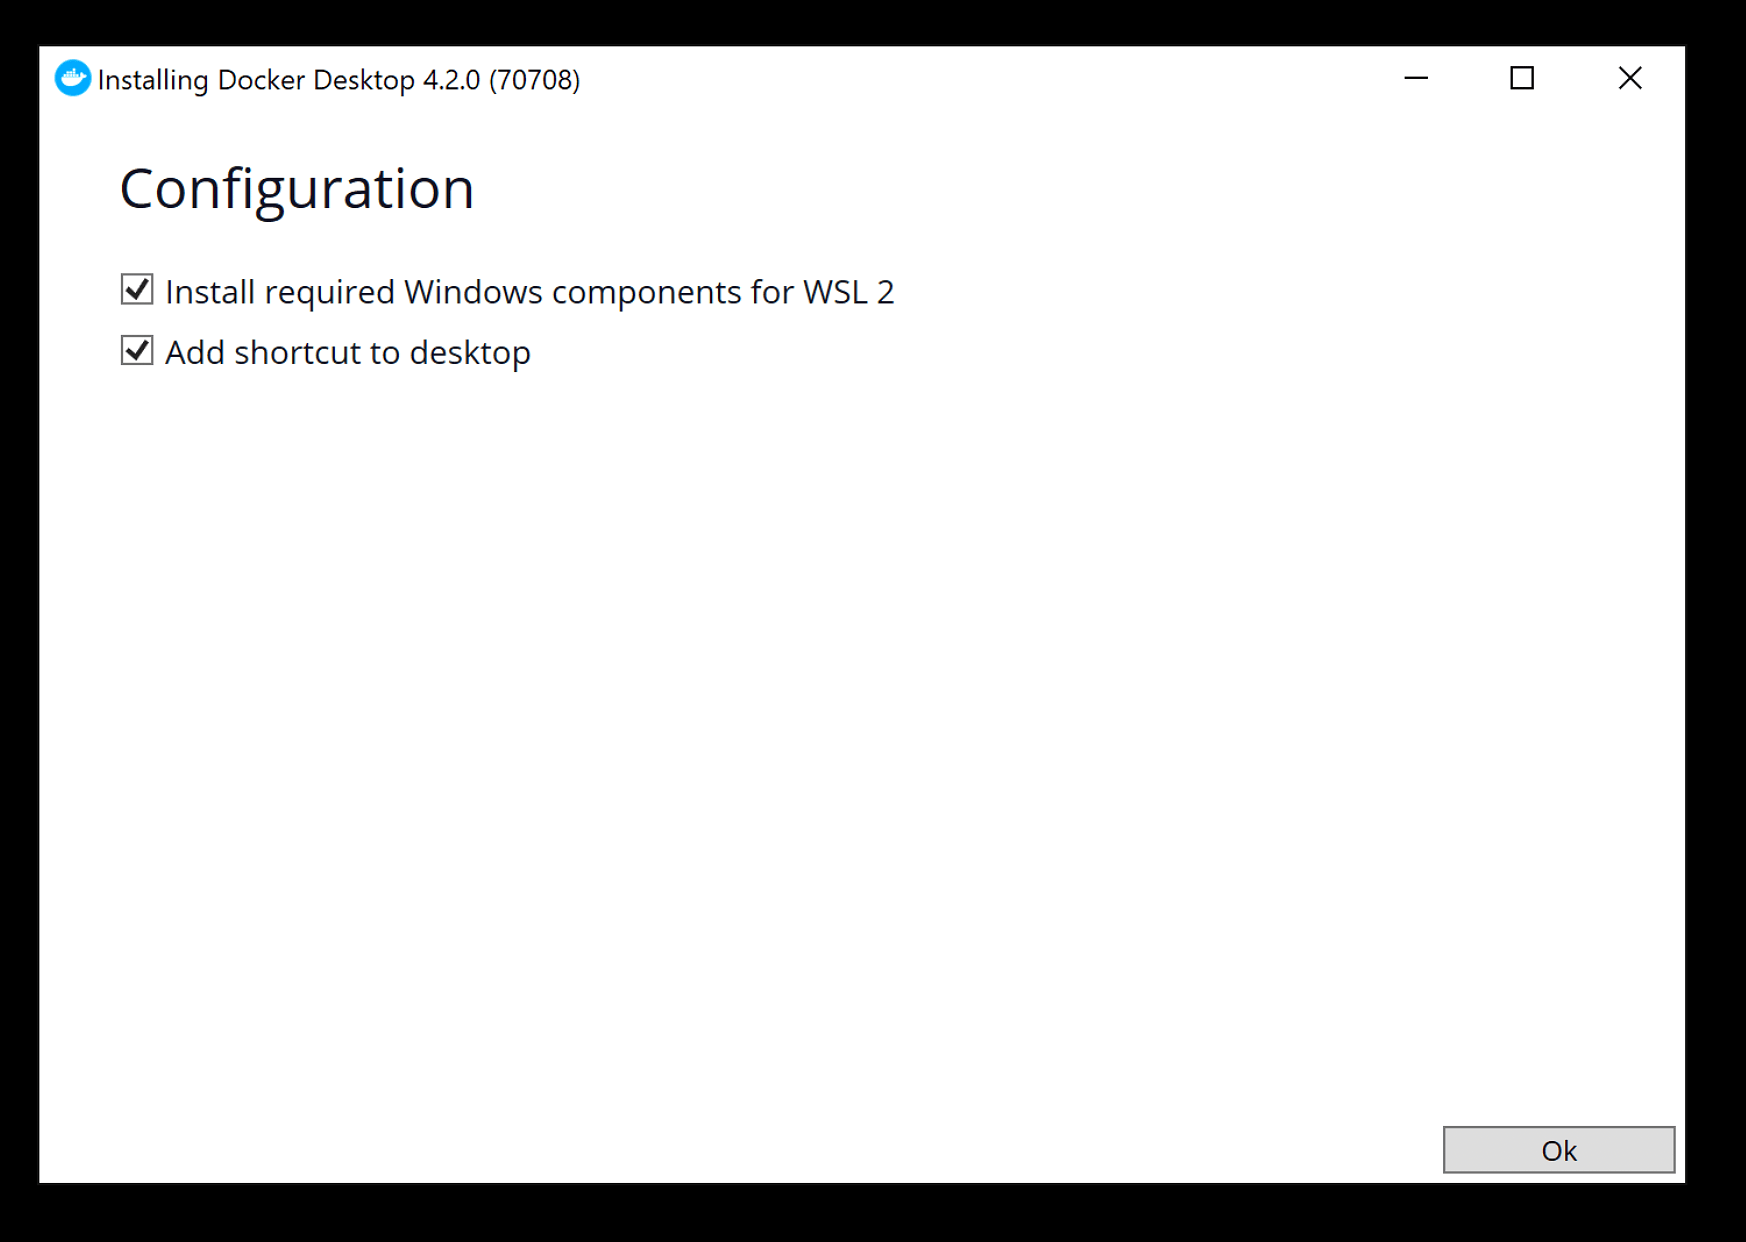 Installing Docker Desktop 4.2.0 (70708)
Configuration
Install required Windows components for WSL 2
Add shortcut to desktop
Ok